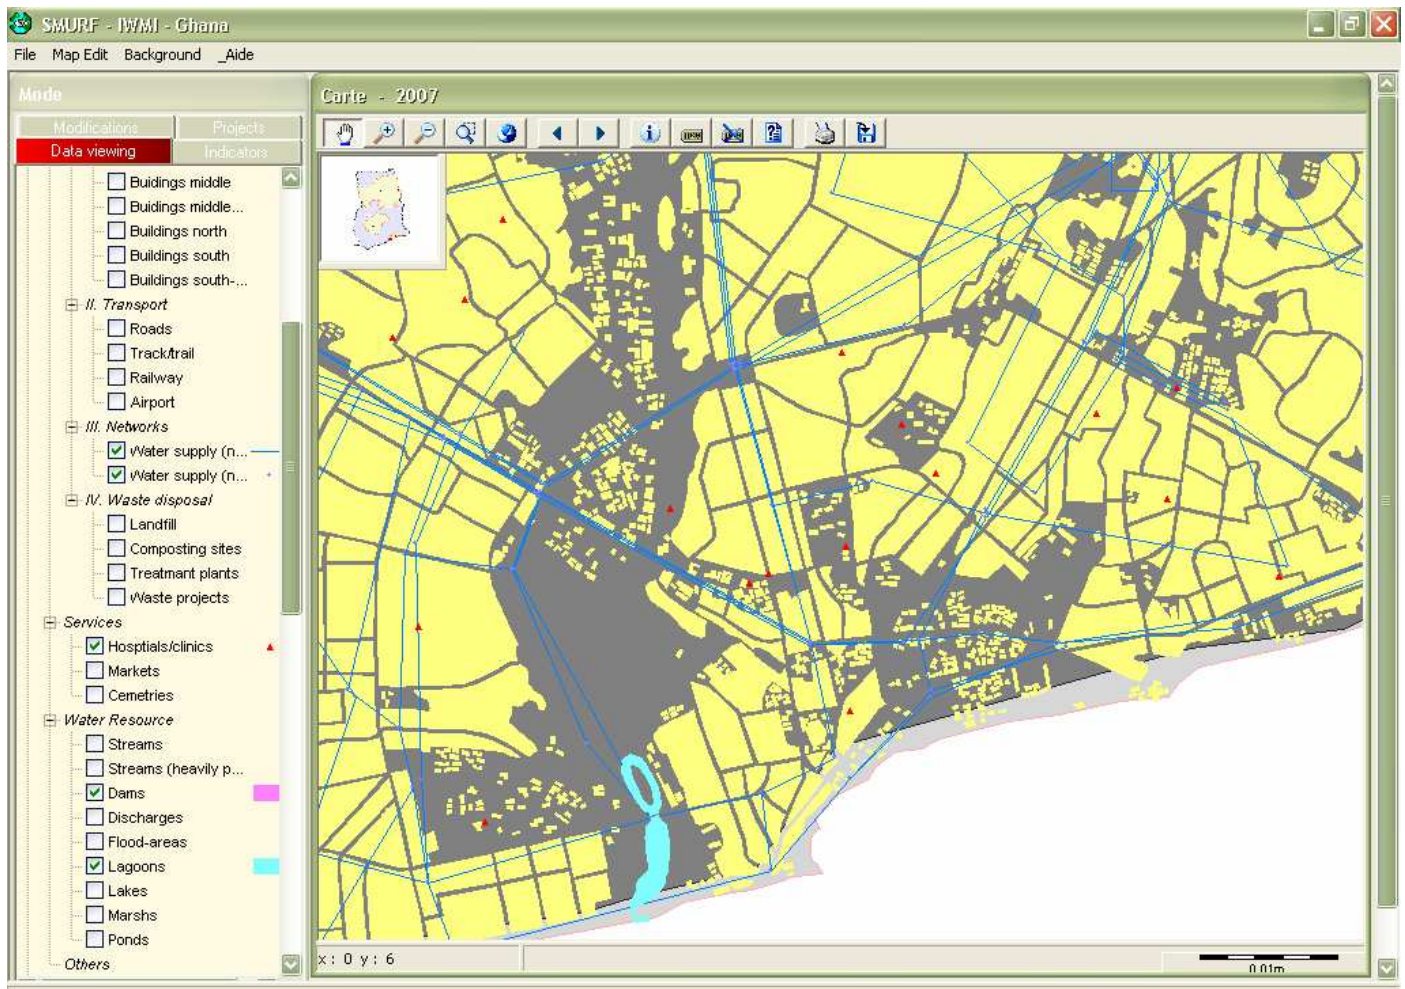 SMURF - IWMI - Ghana
File Map Edit Background _Aide
Mode
Modifications Projects
Data viewing Indicators
Buidings middle
Buidings middle...
Buildings north
Buildings south
Buildings south-...
II. Transport
Roads
Track/trail
Railway
Airport
III. Networks
Water supply (n...
Water supply (n...
IV. Waste disposal
Landfill
Composting sites
Treatmant plants
Waste projects
Services
Hosptials/clinics
Markets
Cemetries
Water Resource
Streams
Streams (heavily p...
Dams
Discharges
Flood-areas
Lagoons
Lakes
Marshs
Ponds
Others
Carte - 2007
x : 0 y : 6
0.01m